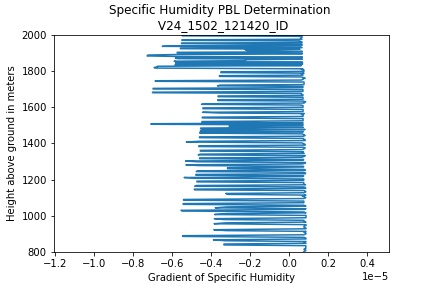 Specific Humidity PBL Determination
V24_1502_121420_ID
Height above ground in meters
2000
1800
1600
1400
1200
1000
800
−1.2 −1.0 −0.8 −0.6 −0.4 −0.2 0.0 0.2 0.4
1e−5
Gradient of Specific Humidity